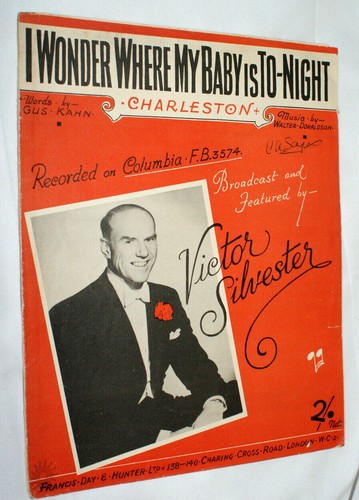 I WONDER WHERE MY BABY IS TO-NIGHT
Words - by -
GUS · KAHN ·
· CHARLESTON ·
Music - by -
WALTER · DONALDSON ·
Recorded on Columbia · F.B. 3574.
Broadcast and
Featured by -
Victor
Silvester
2/- Net.
FRANCIS · DAY · & · HUNTER · LTD · 138-140 · CHARING · CROSS · ROAD · LONDON · W·C·2·